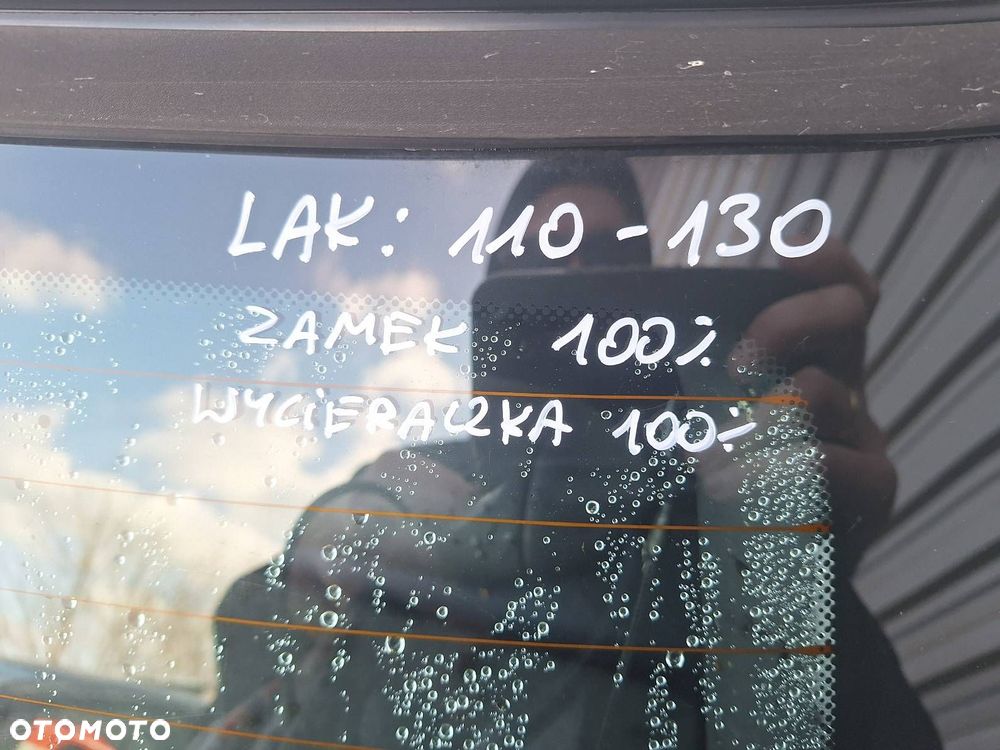 LAK: 110-130
ZAMEK 100%
WYCIERACZKA 100%
OTOMOTO